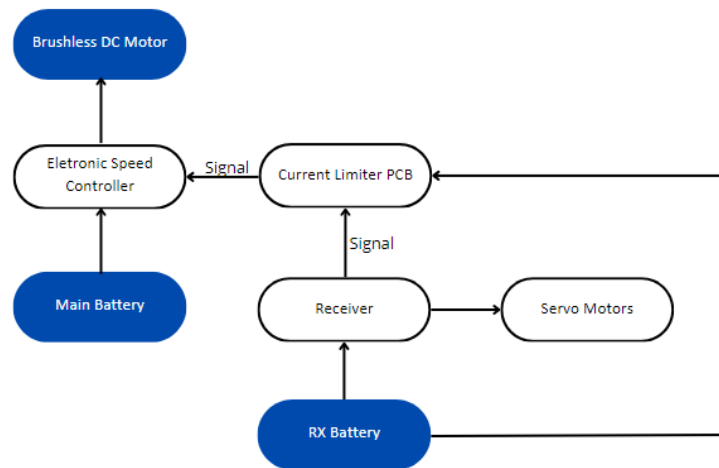 Brushless DC Motor
Eletronic Speed
Controller
Signal
Current Limiter PCB
Signal
Main Battery
Receiver
Servo Motors
RX Battery